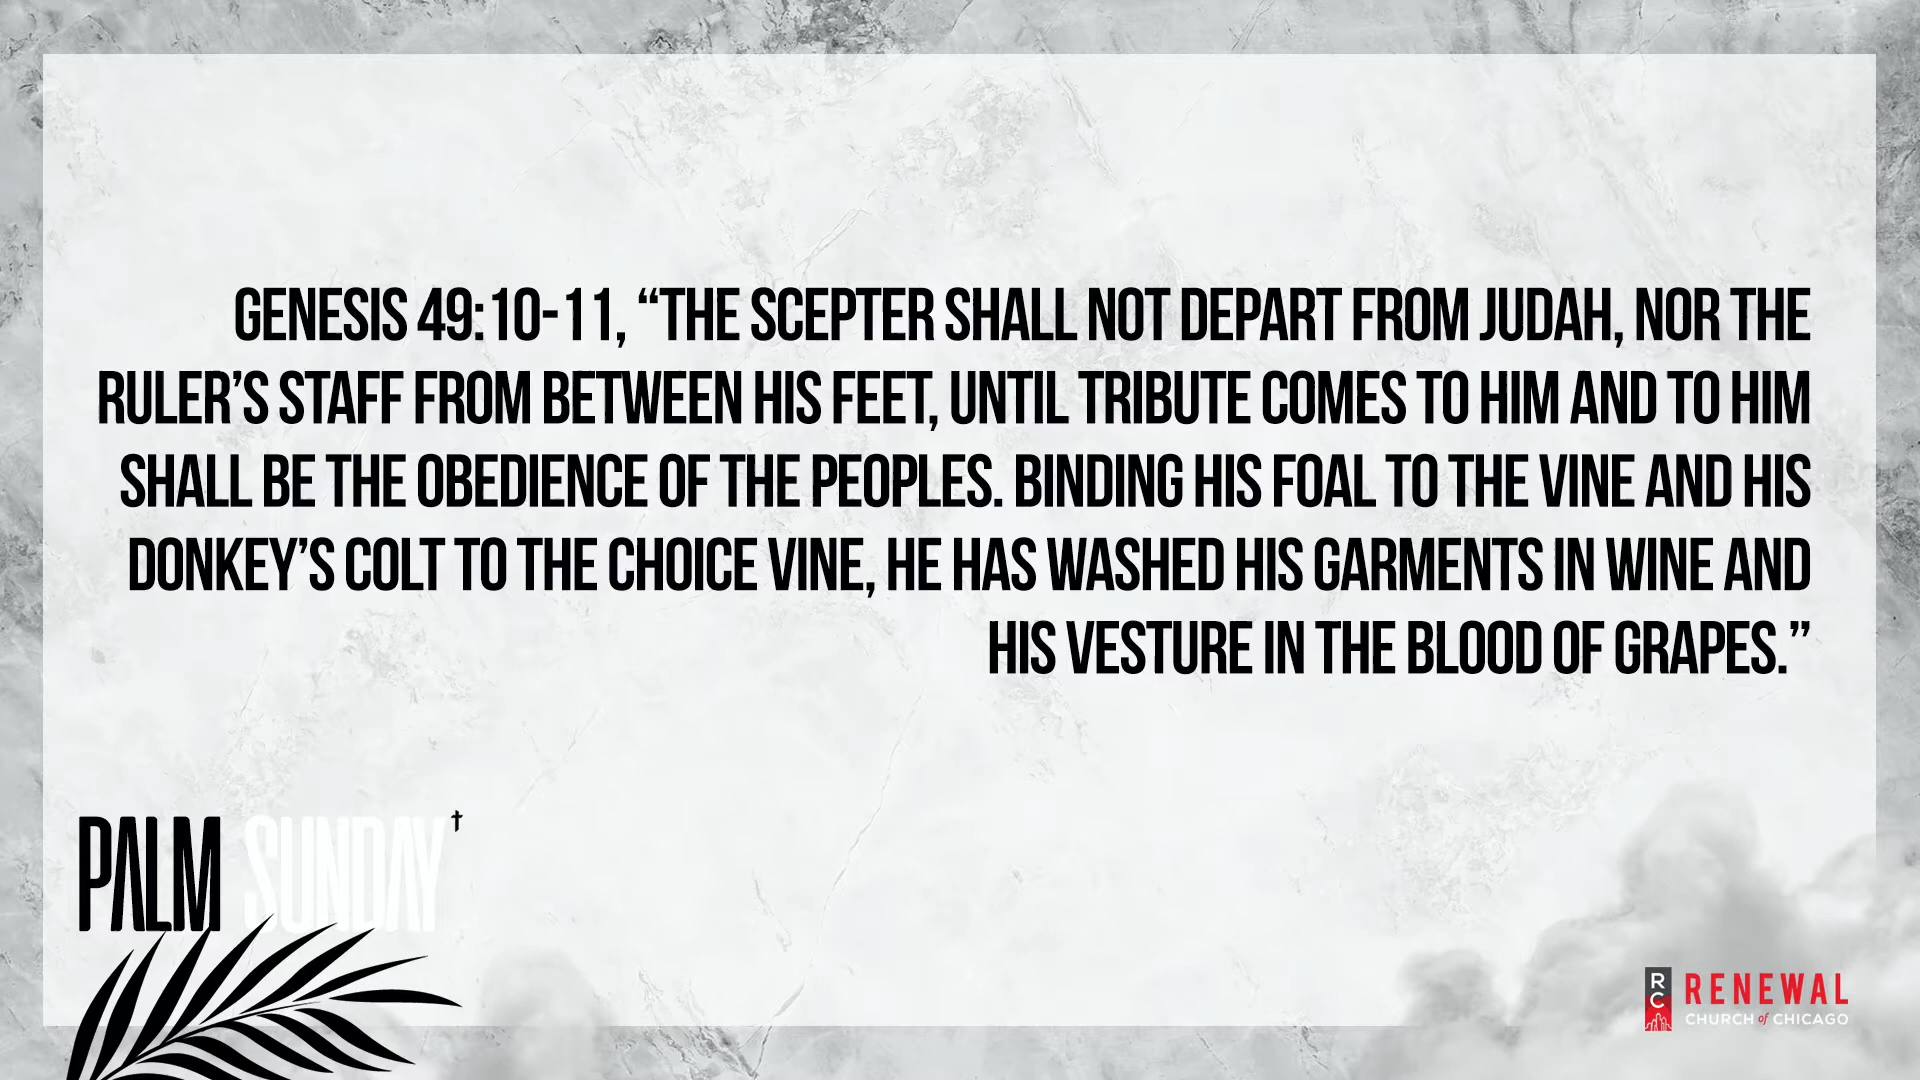 GENESIS 49:10-11, “THE SCEPTER SHALL NOT DEPART FROM JUDAH, NOR THE
RULER’S STAFF FROM BETWEEN HIS FEET, UNTIL TRIBUTE COMES TO HIM AND TO HIM
SHALL BE THE OBEDIENCE OF THE PEOPLES. BINDING HIS FOAL TO THE VINE AND HIS
DONKEY’S COLT TO THE CHOICE VINE, HE HAS WASHED HIS GARMENTS IN WINE AND
HIS VESTURE IN THE BLOOD OF GRAPES.”
PALM SUNDAY
RC RENEWAL
CHURCH of CHICAGO